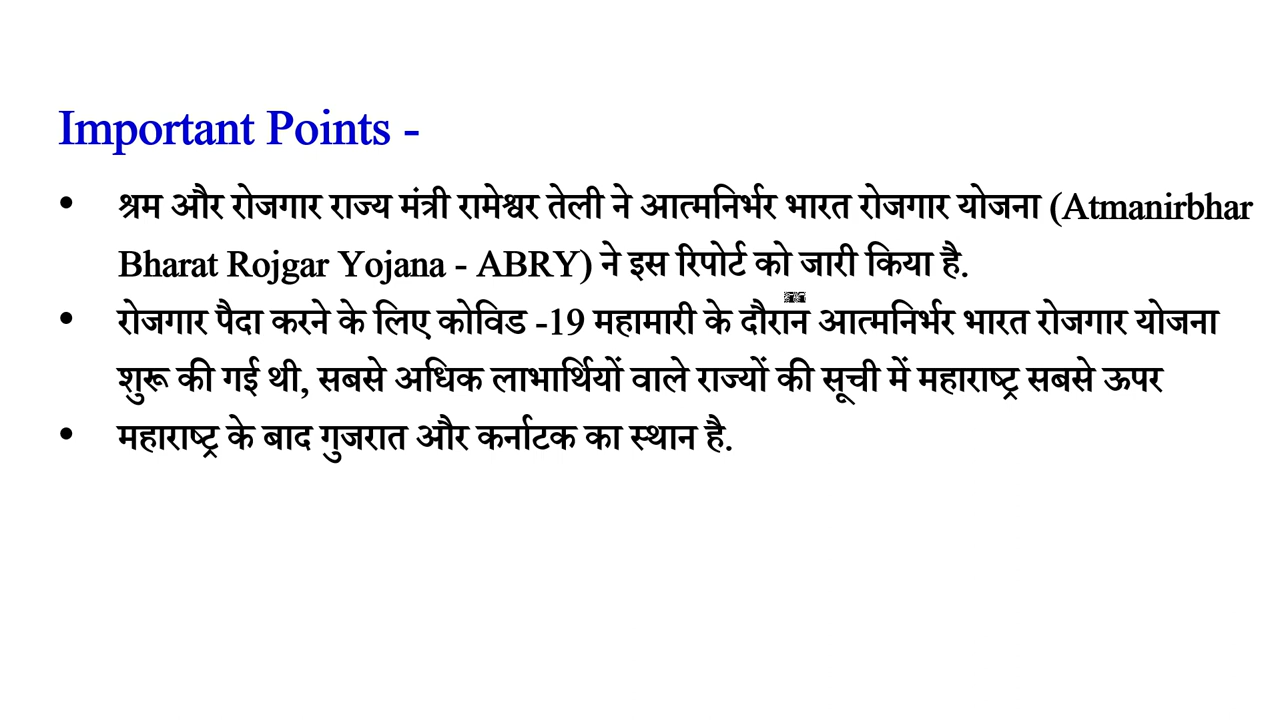 Important Points -
• श्रम और रोजगार राज्य मंत्री रामेश्वर तेली ने आत्मनिर्भर भारत रोजगार योजना (Atmanirbhar
Bharat Rojgar Yojana - ABRY) ने इस रिपोर्ट को जारी किया है.
• रोजगार पैदा करने के लिए कोविड -19 महामारी के दौरान आत्मनिर्भर भारत रोजगार योजना
शुरू की गई थी, सबसे अधिक लाभार्थियों वाले राज्यों की सूची में महाराष्ट्र सबसे ऊपर
• महाराष्ट्र के बाद गुजरात और कर्नाटक का स्थान है.